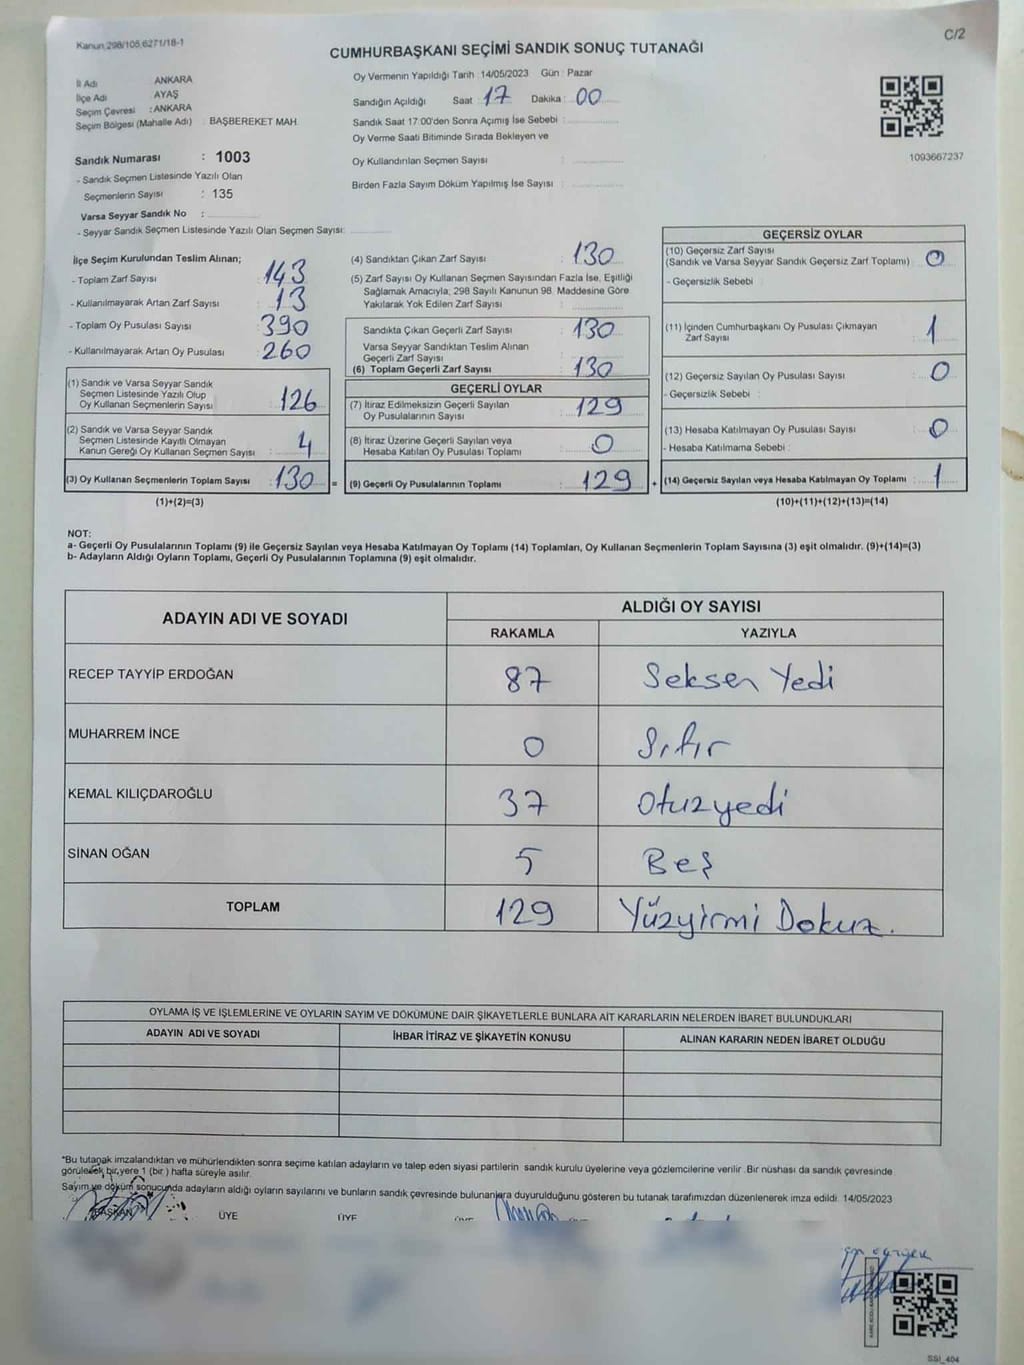 Kanun.298/105,6271/18-1
C/2
CUMHURBAŞKANI SEÇİMİ SANDIK SONUÇ TUTANAĞI
İl Adı ANKARA
İlçe Adı AYAŞ
Seçim Çevresi : ANKARA
Seçim Bölgesi (Mahalle Adı) : BAŞBEREKET MAH.
Oy Vermenin Yapıldığı Tarih : 14/05/2023 Gün : Pazar
Sandığın Açıldığı Saat : 17 Dakika : 00
Sandık Saat 17:00'den Sonra Açımış İse Sebebi :
Oy Verme Saati Bitiminde Sırada Bekleyen ve
Oy Kullandırılan Seçmen Sayısı :
Birden Fazla Sayım Döküm Yapılmış İse Sayısı :
1093667237
Sandık Numarası : 1003
- Sandık Seçmen Listesinde Yazılı Olan
Seçmenlerin Sayısı : 135
Varsa Seyyar Sandık No :
- Seyyar Sandık Seçmen Listesinde Yazılı Olan Seçmen Sayısı:
İlçe Seçim Kurulundan Teslim Alınan;
- Toplam Zarf Sayısı : 143
- Kullanılmayarak Artan Zarf Sayısı : 13
- Toplam Oy Pusulası Sayısı : 390
- Kullanılmayarak Artan Oy Pusulası : 260
(1) Sandık ve Varsa Seyyar Sandık
Seçmen Listesinde Yazılı Olup
Oy Kullanan Seçmenlerin Sayısı : 126
(2) Sandık ve Varsa Seyyar Sandık
Seçmen Listesinde Kayıtlı Olmayan
Kanun Gereği Oy Kullanan Seçmen Sayısı : 4
(3) Oy Kullanan Seçmenlerin Toplam Sayısı : 130 =
(1)+(2)=(3)
(4) Sandıktan Çıkan Zarf Sayısı : 130
(5) Zarf Sayısı Oy Kullanan Seçmen Sayısından Fazla İse, Eşitliği
Sağlamak Amacıyla, 298 Sayılı Kanunun 98. Maddesine Göre
Yakılarak Yok Edilen Zarf Sayısı :
Sandıkta Çıkan Geçerli Zarf Sayısı : 130
Varsa Seyyar Sandıktan Teslim Alınan
Geçerli Zarf Sayısı :
(6) Toplam Geçerli Zarf Sayısı : 130
GEÇERLİ OYLAR
(7) İtiraz Edilmeksizin Geçerli Sayılan
Oy Pusulalarının Sayısı : 129
(8) İtiraz Üzerine Geçerli Sayılan veya
Hesaba Katılan Oy Pusulası Toplamı : 0
(9) Geçerli Oy Pusulalarının Toplamı : 129 +
GEÇERSİZ OYLAR
(10) Geçersiz Zarf Sayısı
(Sandık ve Varsa Seyyar Sandık Geçersiz Zarf Toplamı) : 0
- Geçersizlik Sebebi :
(11) İçinden Cumhurbaşkanı Oy Pusulası Çıkmayan
Zarf Sayısı : 1
(12) Geçersiz Sayılan Oy Pusulası Sayısı : 0
- Geçersizlik Sebebi :
(13) Hesaba Katılmayan Oy Pusulası Sayısı : 0
- Hesaba Katılmama Sebebi :
(14) Geçersiz Sayılan veya Hesaba Katılmayan Oy Toplamı : 1
(10)+(11)+(12)+(13)=(14)
NOT:
a- Geçerli Oy Pusulalarının Toplamı (9) ile Geçersiz Sayılan veya Hesaba Katılmayan Oy Toplamı (14) Toplamları, Oy Kullanan Seçmenlerin Toplam Sayısına (3) eşit olmalıdır. (9)+(14)=(3)
b- Adayların Aldığı Oyların Toplamı, Geçerli Oy Pusulalarının Toplamına (9) eşit olmalıdır.
ADAYIN ADI VE SOYADI
ALDIĞI OY SAYISI
RAKAMLA YAZIYLA
RECEP TAYYİP ERDOĞAN 87 Seksen Yedi
MUHARREM İNCE 0 Sıfır
KEMAL KILIÇDAROĞLU 37 Otuzyedi
SİNAN OĞAN 5 Beş
TOPLAM 129 Yüzyirmi Dokuz.
OYLAMA İŞ VE İŞLEMLERİNE VE OYLARIN SAYIM VE DÖKÜMÜNE DAİR ŞİKAYETLERLE BUNLARA AİT KARARLARIN NELERDEN İBARET BULUNDUKLARI
ADAYIN ADI VE SOYADI İHBAR İTİRAZ VE ŞİKAYETİN KONUSU ALINAN KARARIN NEDEN İBARET OLDUĞU
*Bu tutanak imzalandıktan ve mühürlendikten sonra seçime katılan adayların ve talep eden siyasi partilerin sandık kurulu üyelerine veya gözlemcilerine verilir .Bir nüshası da sandık çevresinde
görülecek bir yere 1 (bir ) hafta süreyle asılır.
Sayım ve döküm sonucunda adayların aldığı oyların sayılarını ve bunların sandık çevresinde bulunanlara duyurulduğunu gösteren bu tutanak tarafımızdan düzenlenerek imza edildi. 14/05/2023
BAŞKAN ÜYE ÜYE
SSI_404